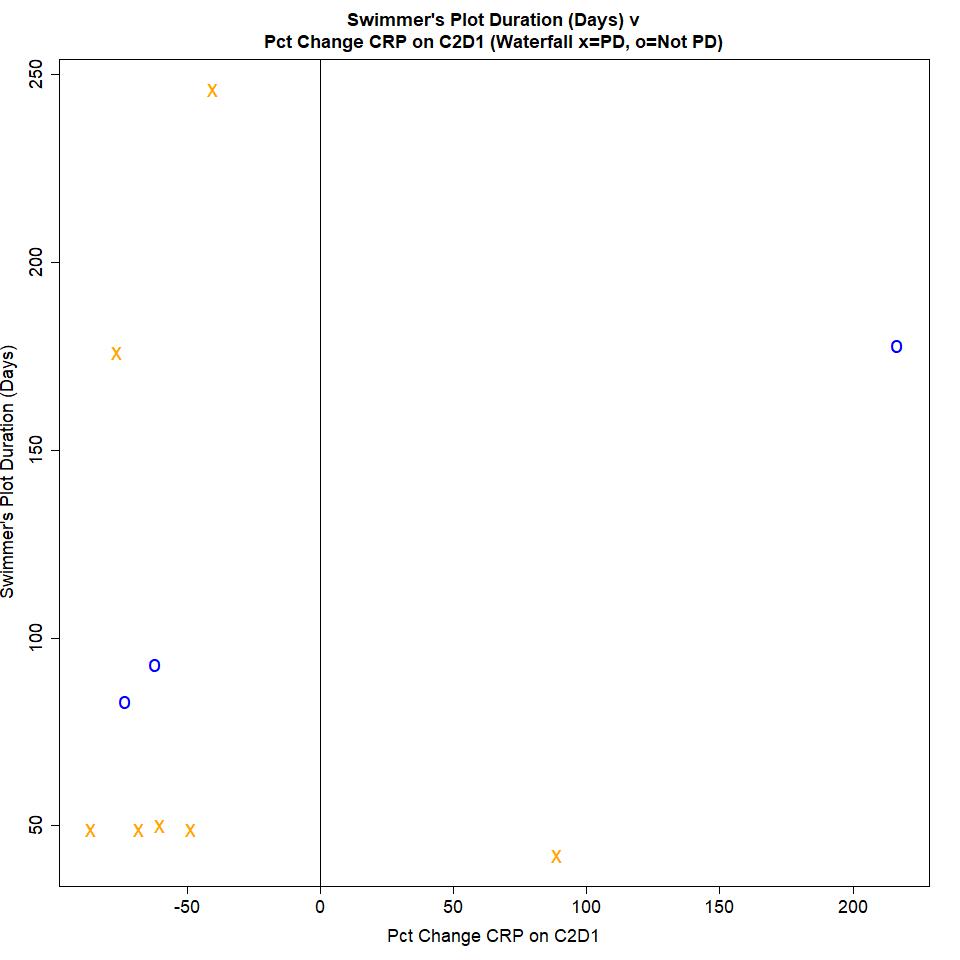 Swimmer's Plot Duration (Days) v
Pct Change CRP on C2D1 (Waterfall x=PD, o=Not PD)
250
200
150
100
50
Swimmer's Plot Duration (Days)
X
X
O
O
O
X
X
X
X
X
-50
0
50
100
150
200
Pct Change CRP on C2D1